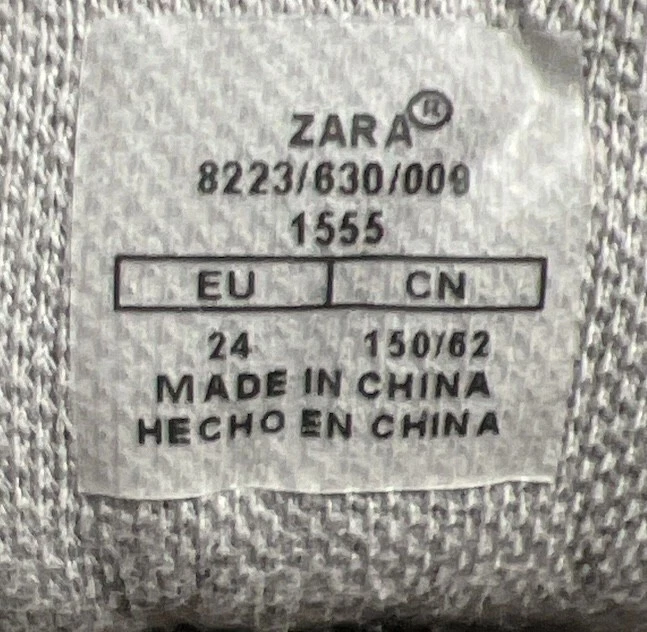 ZARA®
8223/630/009
1555
EU CN
24 150/62
MADE IN CHINA
HECHO EN CHINA